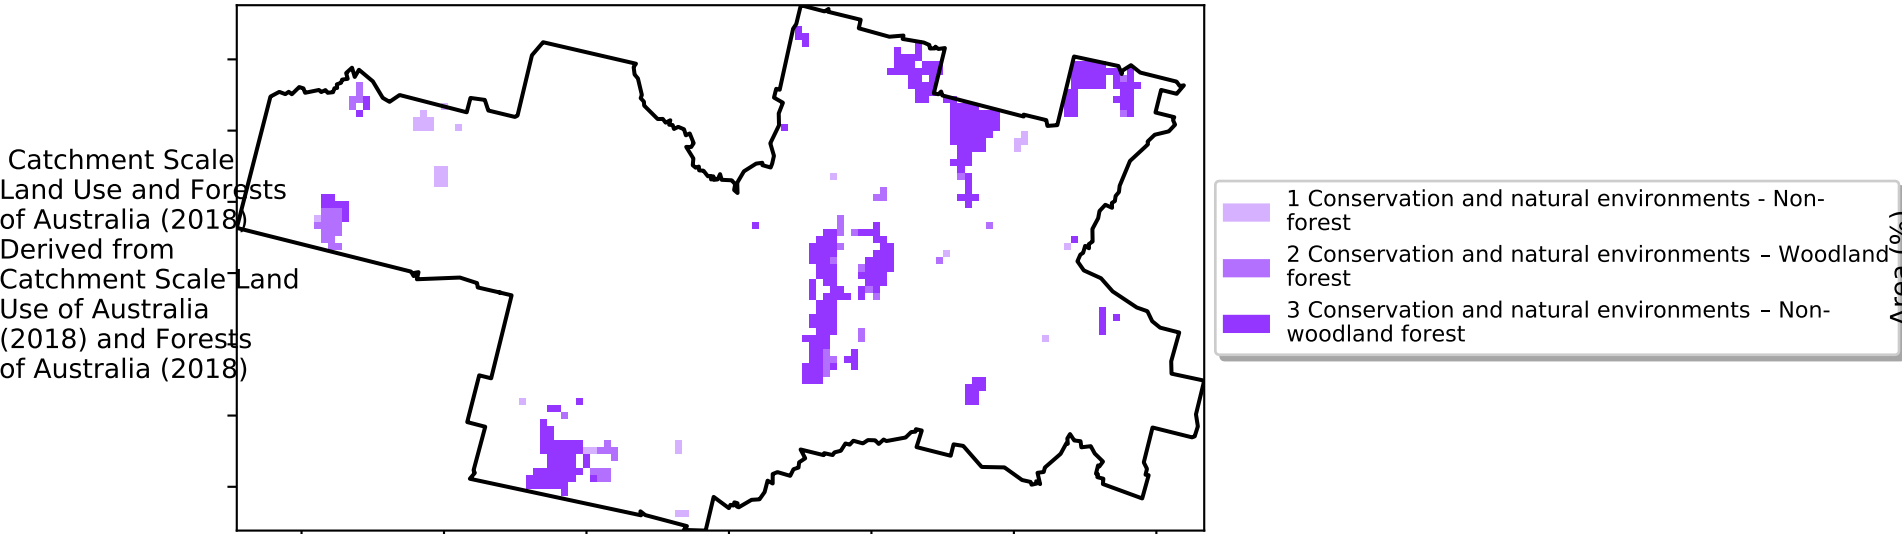 Catchment Scale
Land Use and Forests
of Australia (2018)
Derived from
Catchment Scale Land
Use of Australia
(2018) and Forests
of Australia (2018)
1 Conservation and natural environments - Non-
forest
2 Conservation and natural environments – Woodland
forest
3 Conservation and natural environments – Non-
woodland forest
Area (%)